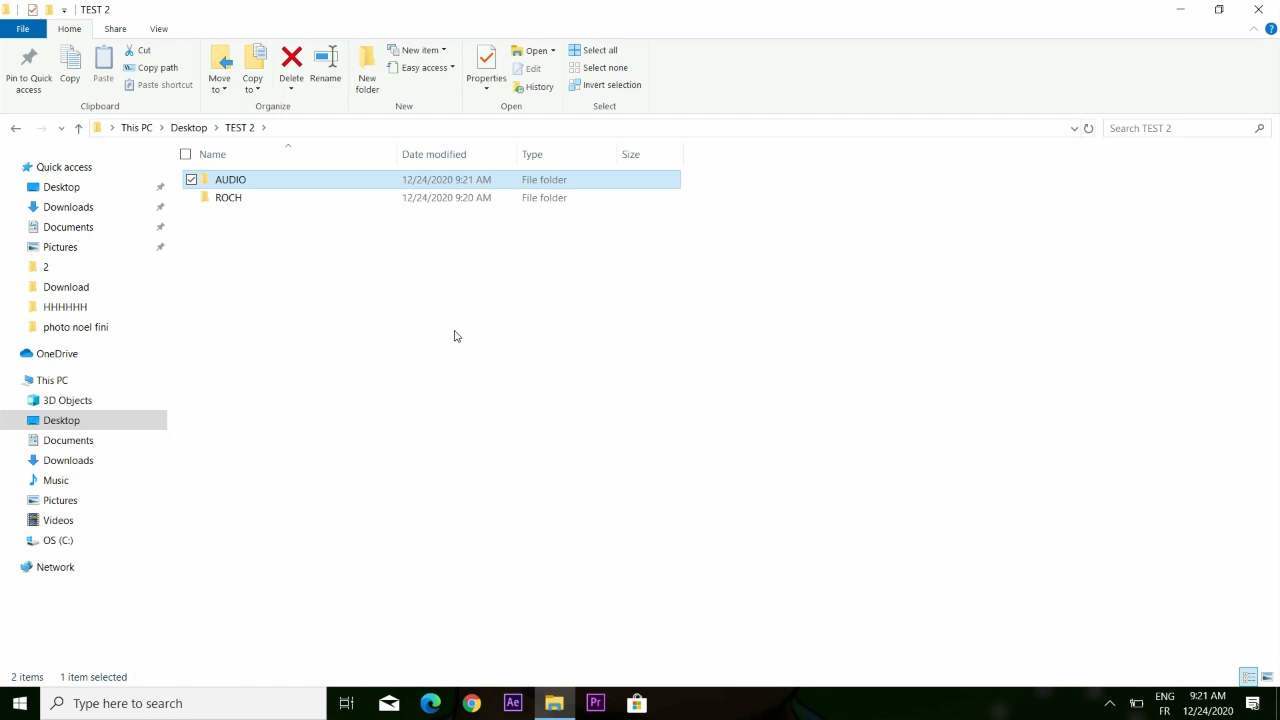 TEST 2
File Home Share View
Pin to Quick access
Copy
Paste
Cut
Copy path
Paste shortcut
Clipboard
Move to
Copy to
Delete
Rename
Organize
New folder
New item
Easy access
New
Properties
Open
Edit
History
Open
Select all
Select none
Invert selection
Select
This PC Desktop TEST 2
Search TEST 2
Name Date modified Type Size
AUDIO 12/24/2020 9:21 AM File folder
ROCH 12/24/2020 9:20 AM File folder
Quick access
Desktop
Downloads
Documents
Pictures
2
Download
HHHHHH
photo noel fini
OneDrive
This PC
3D Objects
Desktop
Documents
Downloads
Music
Pictures
Videos
OS (C:)
Network
2 items 1 item selected
Type here to search
Ae
Pr
ENG
FR
9:21 AM
12/24/2020